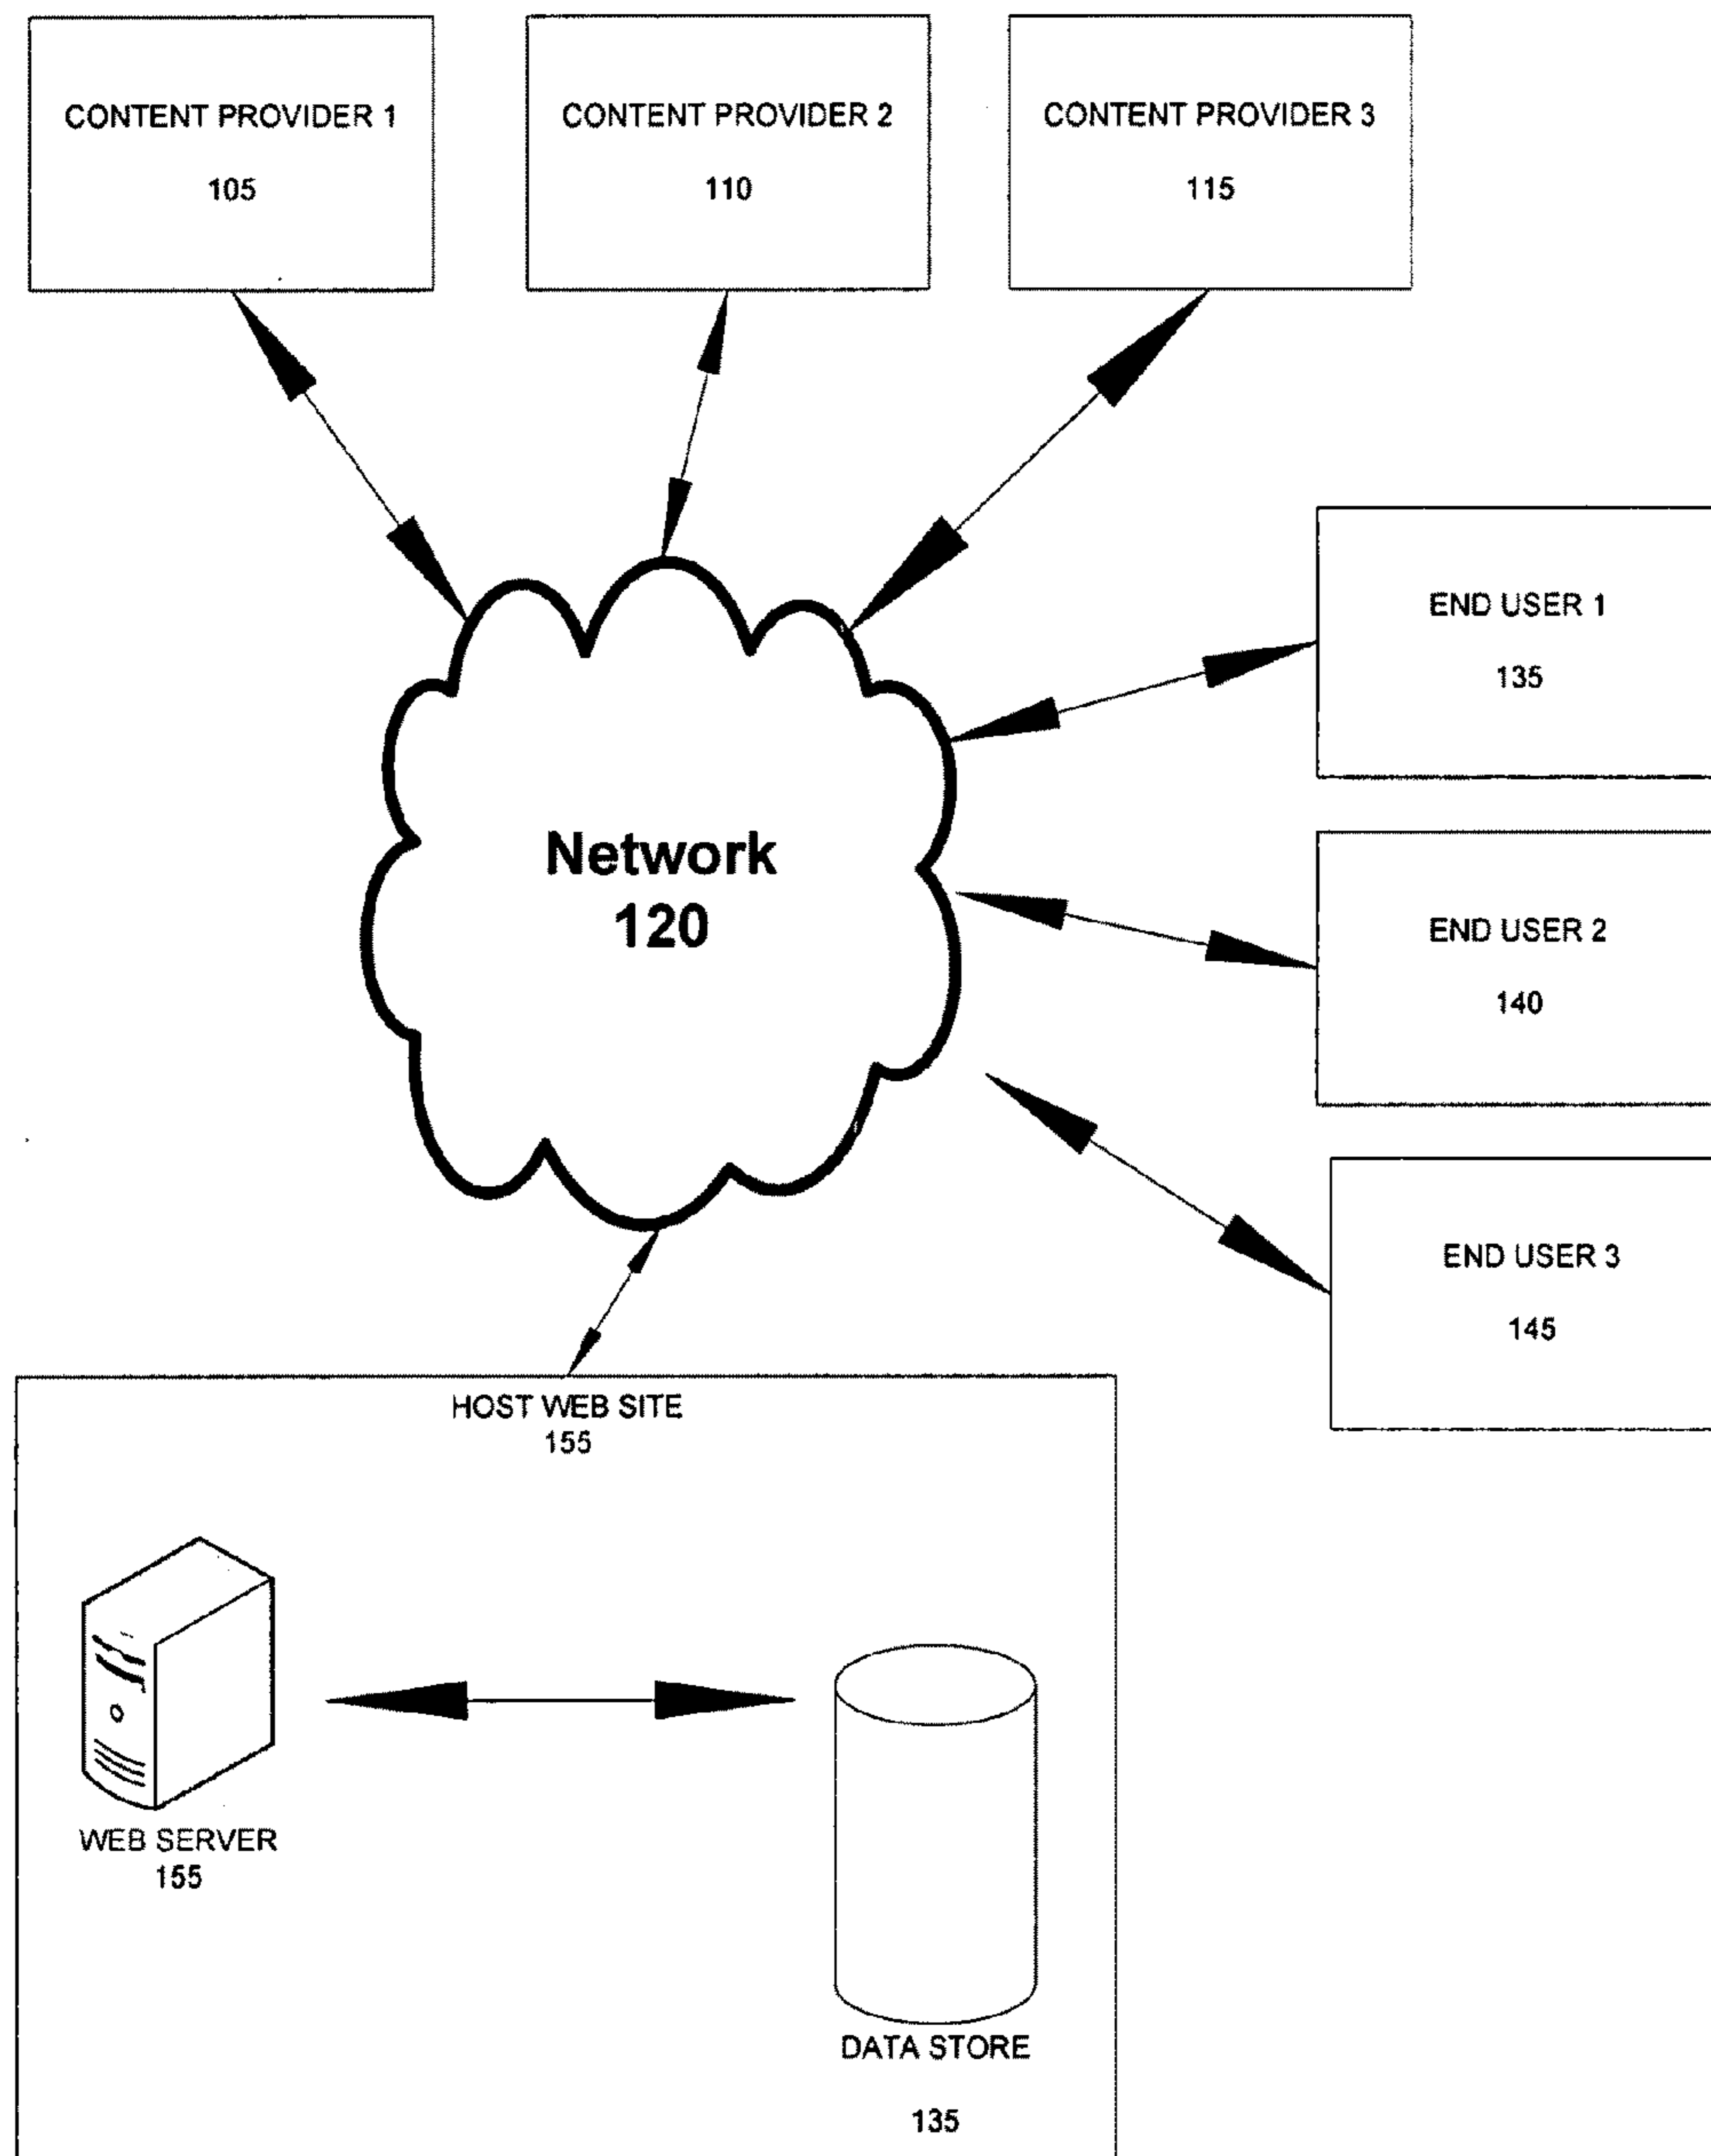 CONTENT PROVIDER 1
105
CONTENT PROVIDER 2
110
CONTENT PROVIDER 3
115
END USER 1
135
Network
120
END USER 2
140
END USER 3
145
HOST WEB SITE
155
WEB SERVER
155
DATA STORE
135